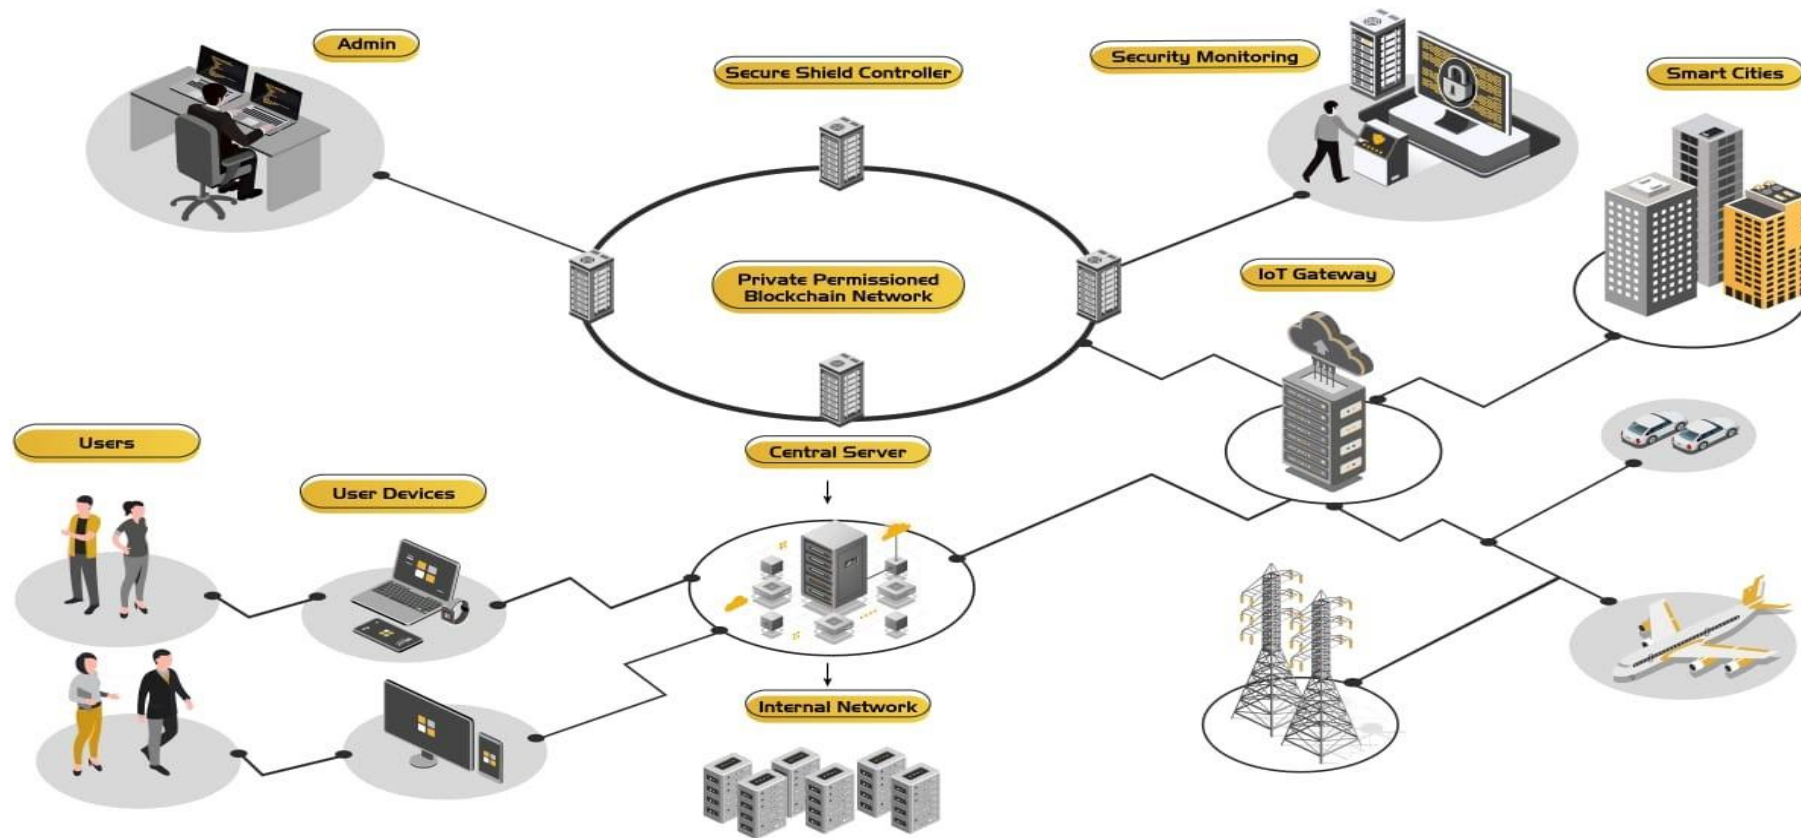 Admin
Secure Shield Controller
Security Monitoring
Smart Cities
Private Permissioned
Blockchain Network
IoT Gateway
Users
User Devices
Central Server
Internal Network